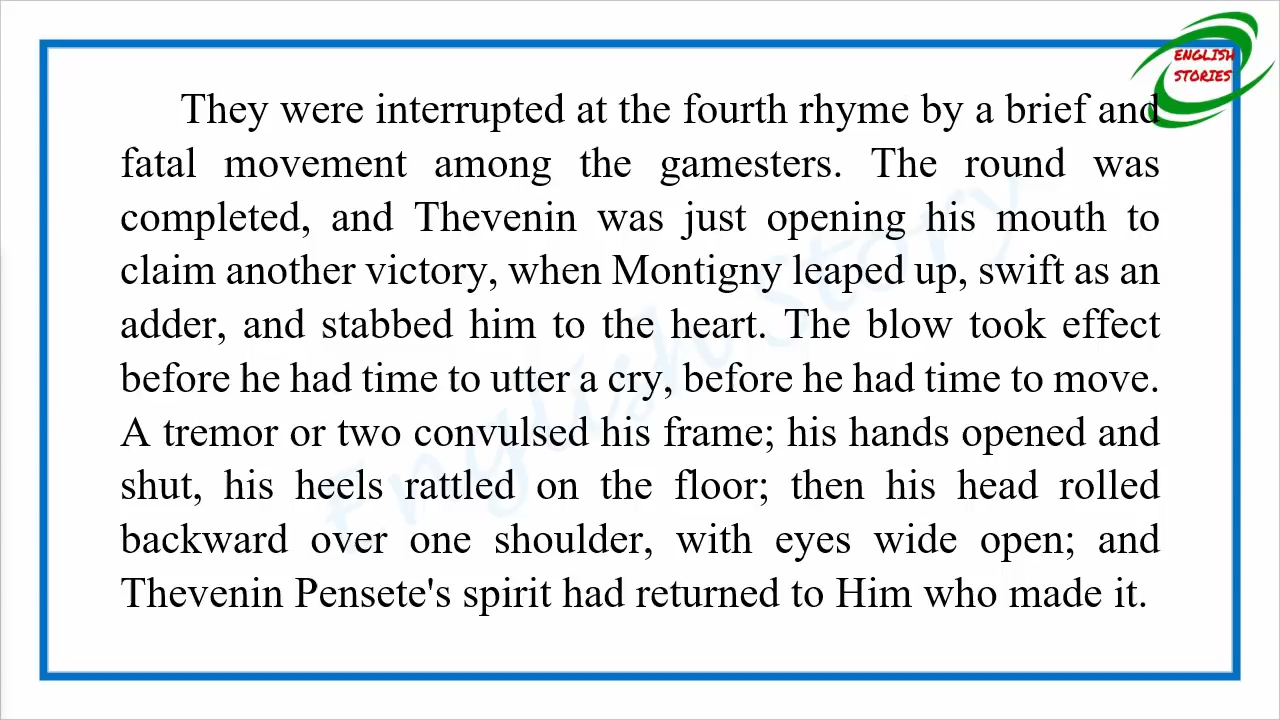 ENGLISH
STORIES
They were interrupted at the fourth rhyme by a brief and
fatal movement among the gamesters. The round was
completed, and Thevenin was just opening his mouth to
claim another victory, when Montigny leaped up, swift as an
adder, and stabbed him to the heart. The blow took effect
before he had time to utter a cry, before he had time to move.
A tremor or two convulsed his frame; his hands opened and
shut, his heels rattled on the floor; then his head rolled
backward over one shoulder, with eyes wide open; and
Thevenin Pensete's spirit had returned to Him who made it.
English Story